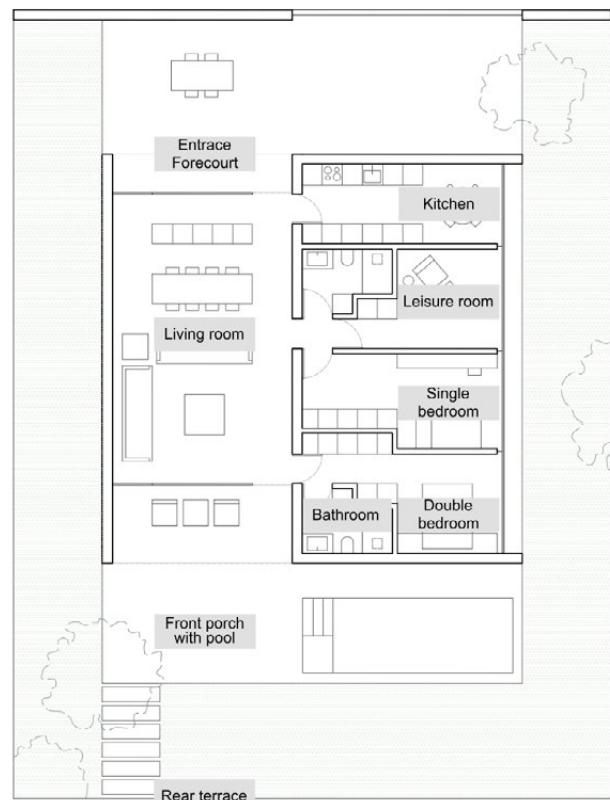 Entrace
Forecourt
Kitchen
Leisure room
Living room
Single
bedroom
Bathroom
Double
bedroom
Front porch
with pool
Rear terrace